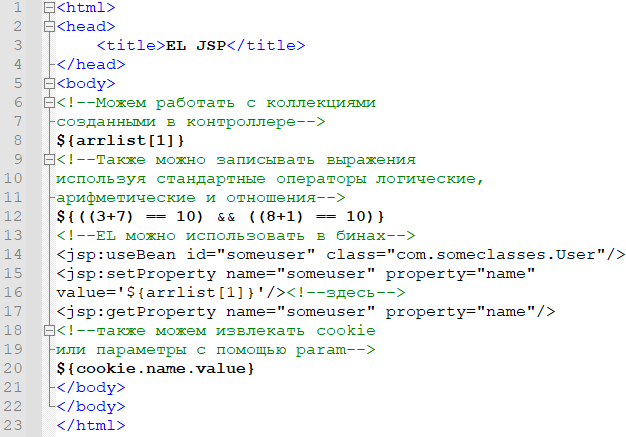 1 <html>
2 <head>
3     <title>EL JSP</title>
4 </head>
5 <body>
6 <!--Можем работать с коллекциями
7 созданными в контроллере-->
8 ${arrlist[1]}
9 <!--Также можно записывать выражения
10 используя стандартные операторы логические,
11 арифметические и отношения-->
12 ${((3+7) == 10) && ((8+1) == 10)}
13 <!--EL можно использовать в бинах-->
14 <jsp:useBean id="someuser" class="com.someclasses.User"/>
15 <jsp:setProperty name="someuser" property="name"
16 value='${arrlist[1]}'/><!--здесь-->
17 <jsp:getProperty name="someuser" property="name"/>
18 <!--также можем извлекать cookie
19 или параметры с помощью param-->
20 ${cookie.name.value}
21 </body>
22 </body>
23 </html>